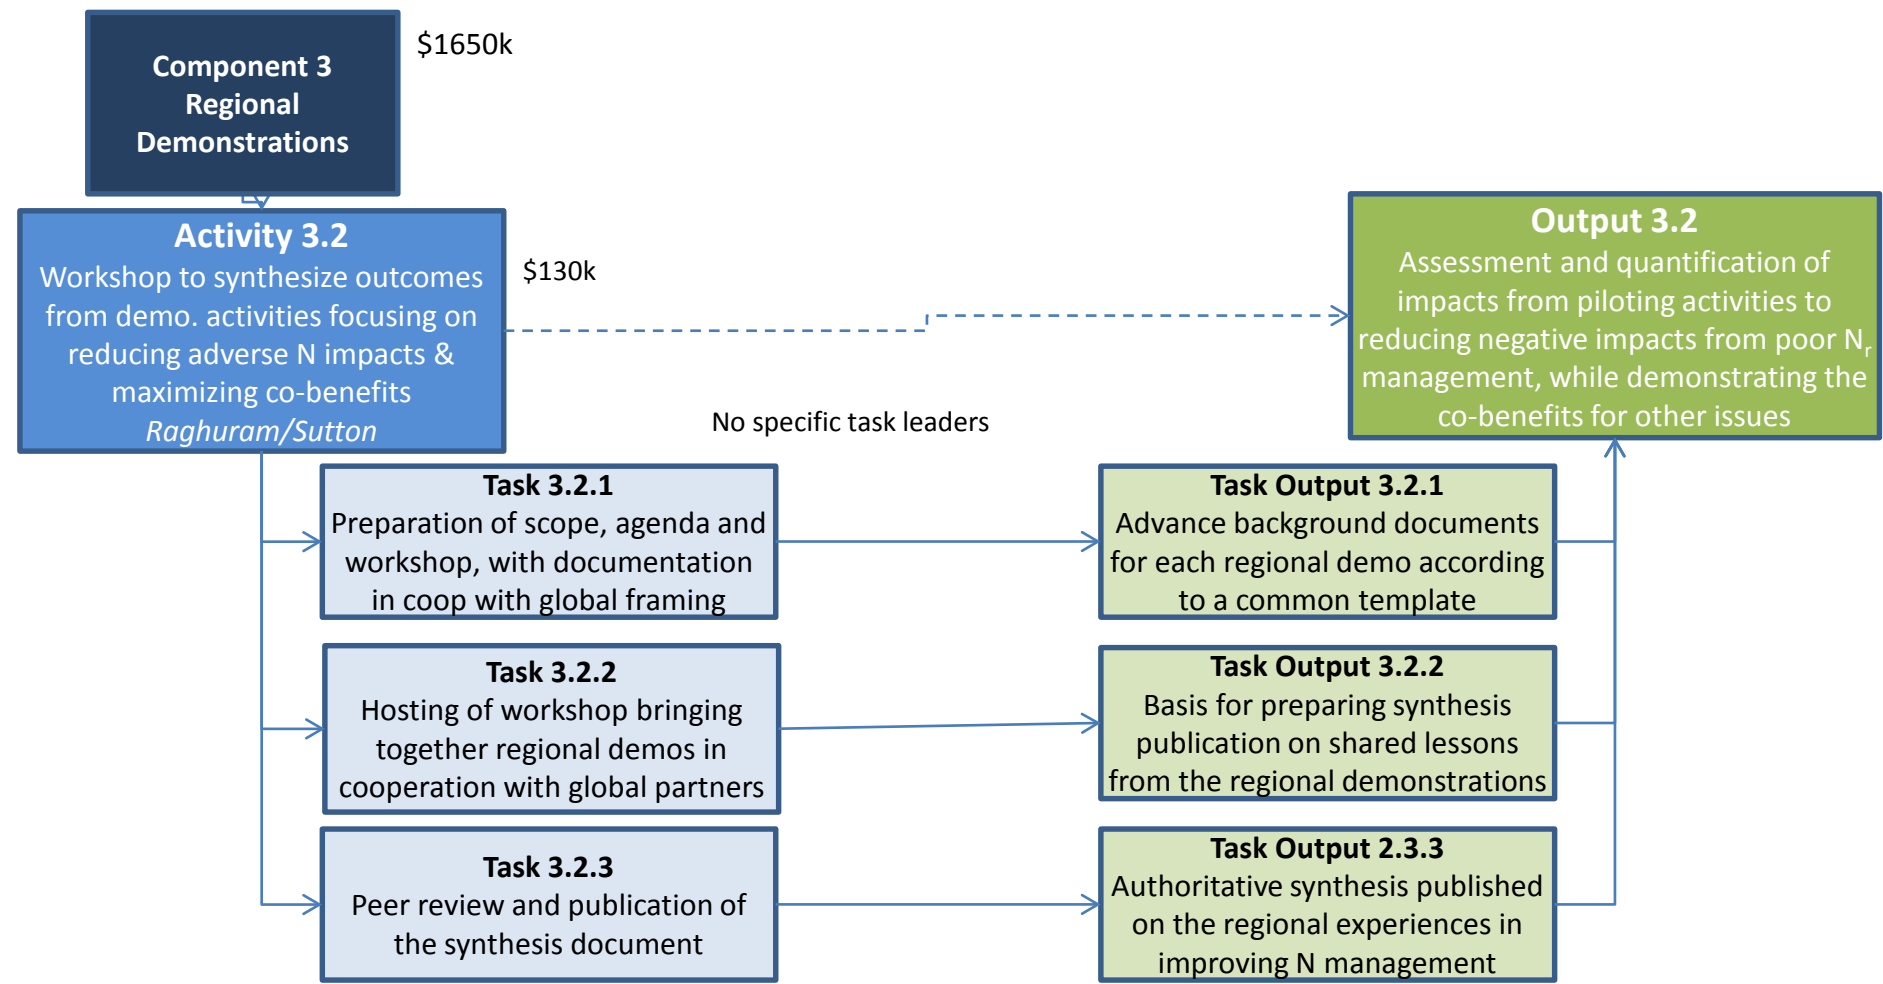 Component 3
Regional
Demonstrations
$1650k
Activity 3.2
Workshop to synthesize outcomes
from demo. activities focusing on
reducing adverse N impacts &
maximizing co-benefits
Raghuram/Sutton
$130k
Output 3.2
Assessment and quantification of
impacts from piloting activities to
reducing negative impacts from poor Nr
management, while demonstrating the
co-benefits for other issues
No specific task leaders
Task 3.2.1
Preparation of scope, agenda and
workshop, with documentation
in coop with global framing
Task Output 3.2.1
Advance background documents
for each regional demo according
to a common template
Task 3.2.2
Hosting of workshop bringing
together regional demos in
cooperation with global partners
Task Output 3.2.2
Basis for preparing synthesis
publication on shared lessons
from the regional demonstrations
Task 3.2.3
Peer review and publication of
the synthesis document
Task Output 2.3.3
Authoritative synthesis published
on the regional experiences in
improving N management